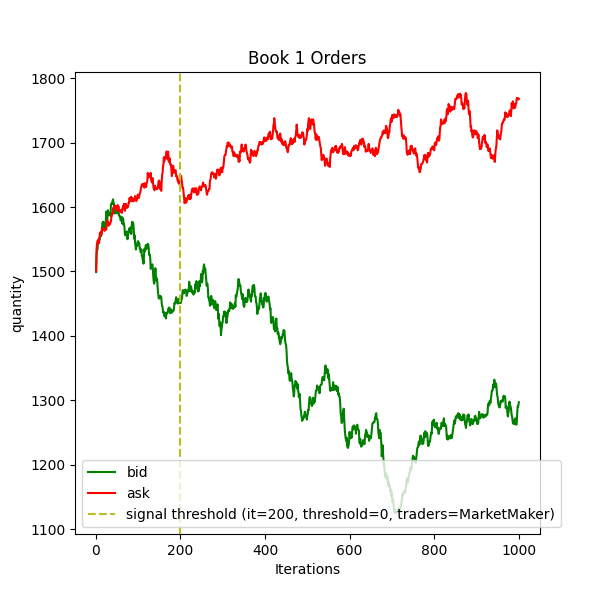 Book 1 Orders
1800
1700
1600
1500
1400
1300
1200
1100
quantity
bid
ask
signal threshold (it=200, threshold=0, traders=MarketMaker)
0 200 400 600 800 1000
Iterations